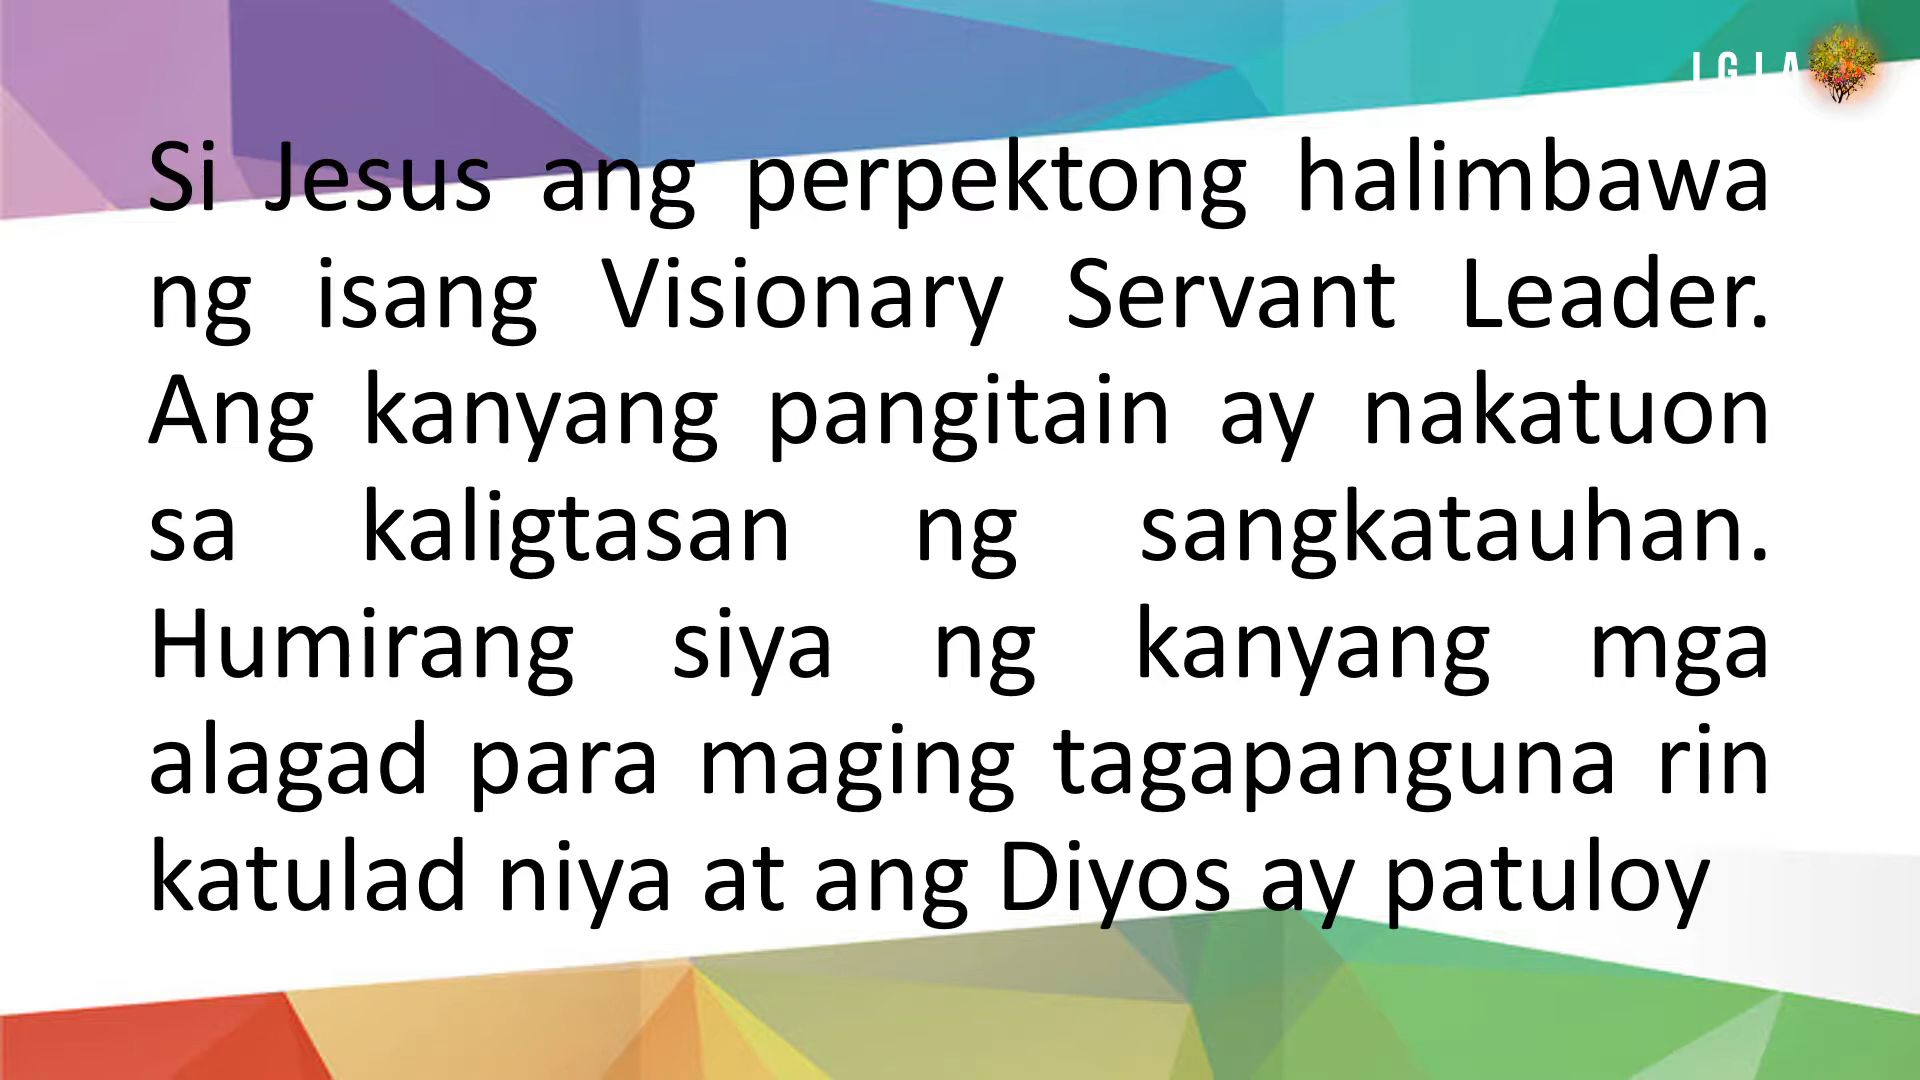 Si Jesus ang perpektong halimbawa
ng isang Visionary Servant Leader.
Ang kanyang pangitain ay nakatuon
sa kaligtasan ng sangkatauhan.
Humirang siya ng kanyang mga
alagad para maging tagapanguna rin
katulad niya at ang Diyos ay patuloy